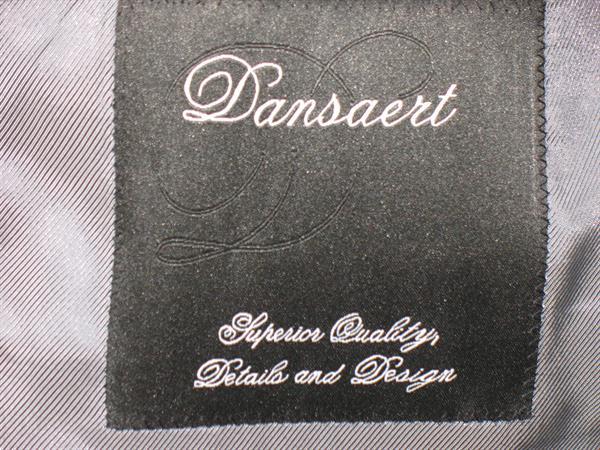 Dansaert
Superior Quality,
Details and Design